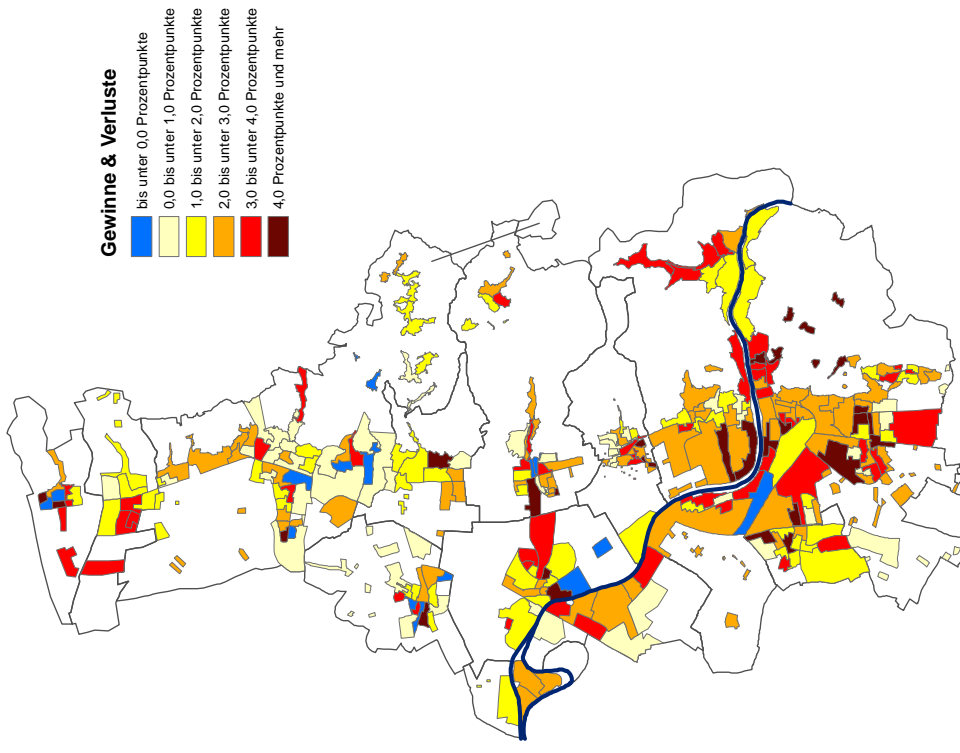 Gewinne & Verluste
bis unter 0,0 Prozentpunkte
0,0 bis unter 1,0 Prozentpunkte
1,0 bis unter 2,0 Prozentpunkte
2,0 bis unter 3,0 Prozentpunkte
3,0 bis unter 4,0 Prozentpunkte
4,0 Prozentpunkte und mehr